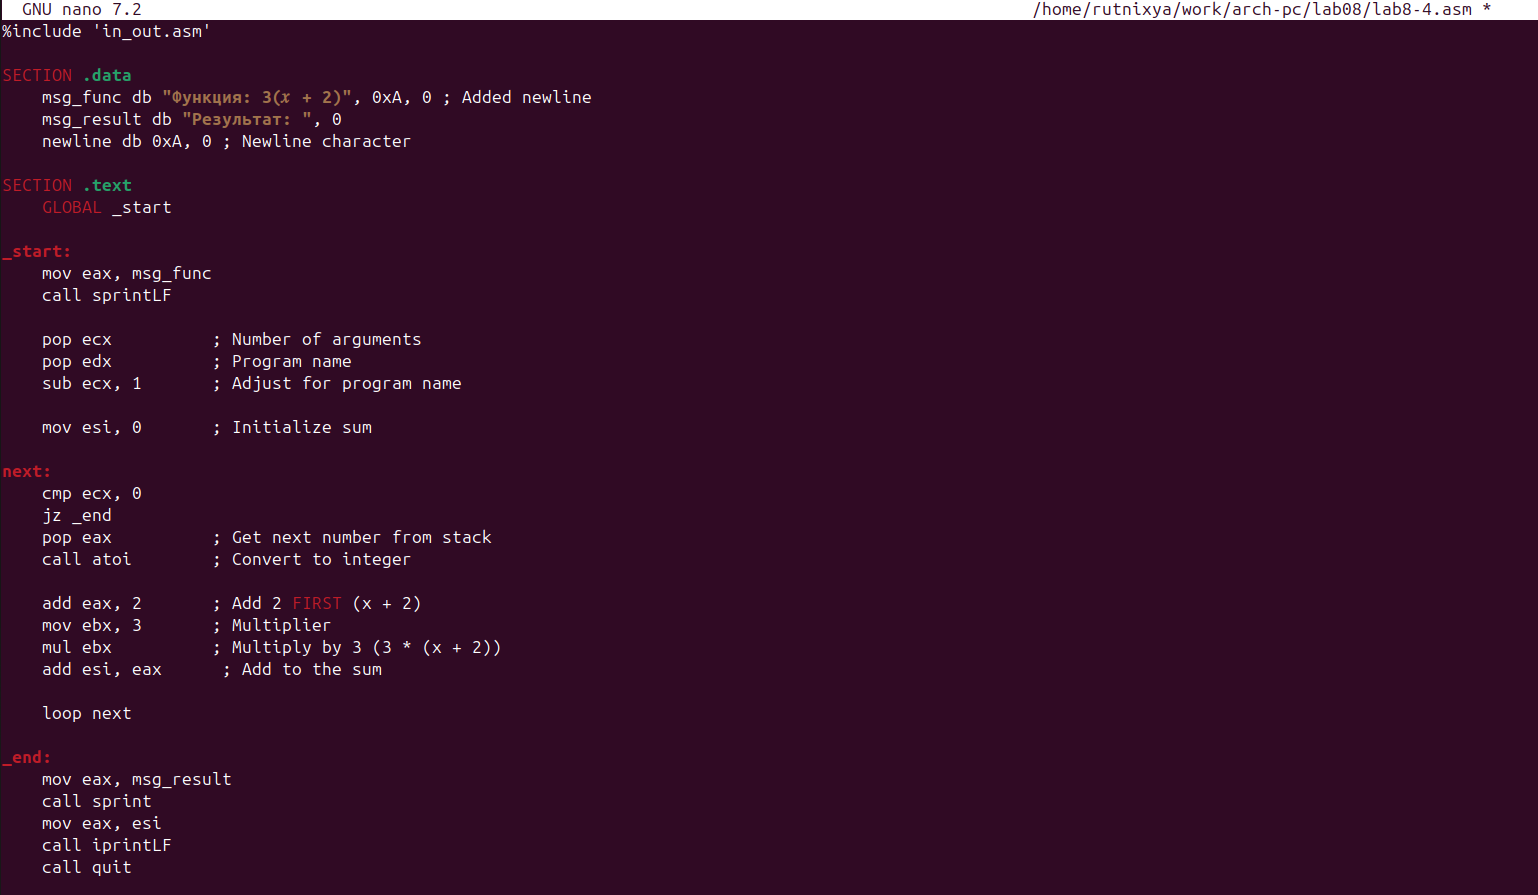 GNU nano 7.2 /home/rutnixya/work/arch-pc/lab08/lab8-4.asm *
%include 'in_out.asm'
SECTION .data
msg_func db "Функция: 3(𝑥 + 2)", 0xA, 0 ; Added newline
msg_result db "Результат: ", 0
newline db 0xA, 0 ; Newline character
SECTION .text
GLOBAL _start
_start:
mov eax, msg_func
call sprintLF
pop ecx ; Number of arguments
pop edx ; Program name
sub ecx, 1 ; Adjust for program name
mov esi, 0 ; Initialize sum
next:
cmp ecx, 0
jz _end
pop eax ; Get next number from stack
call atoi ; Convert to integer
add eax, 2 ; Add 2 FIRST (x + 2)
mov ebx, 3 ; Multiplier
mul ebx ; Multiply by 3 (3 * (x + 2))
add esi, eax ; Add to the sum
loop next
_end:
mov eax, msg_result
call sprint
mov eax, esi
call iprintLF
call quit